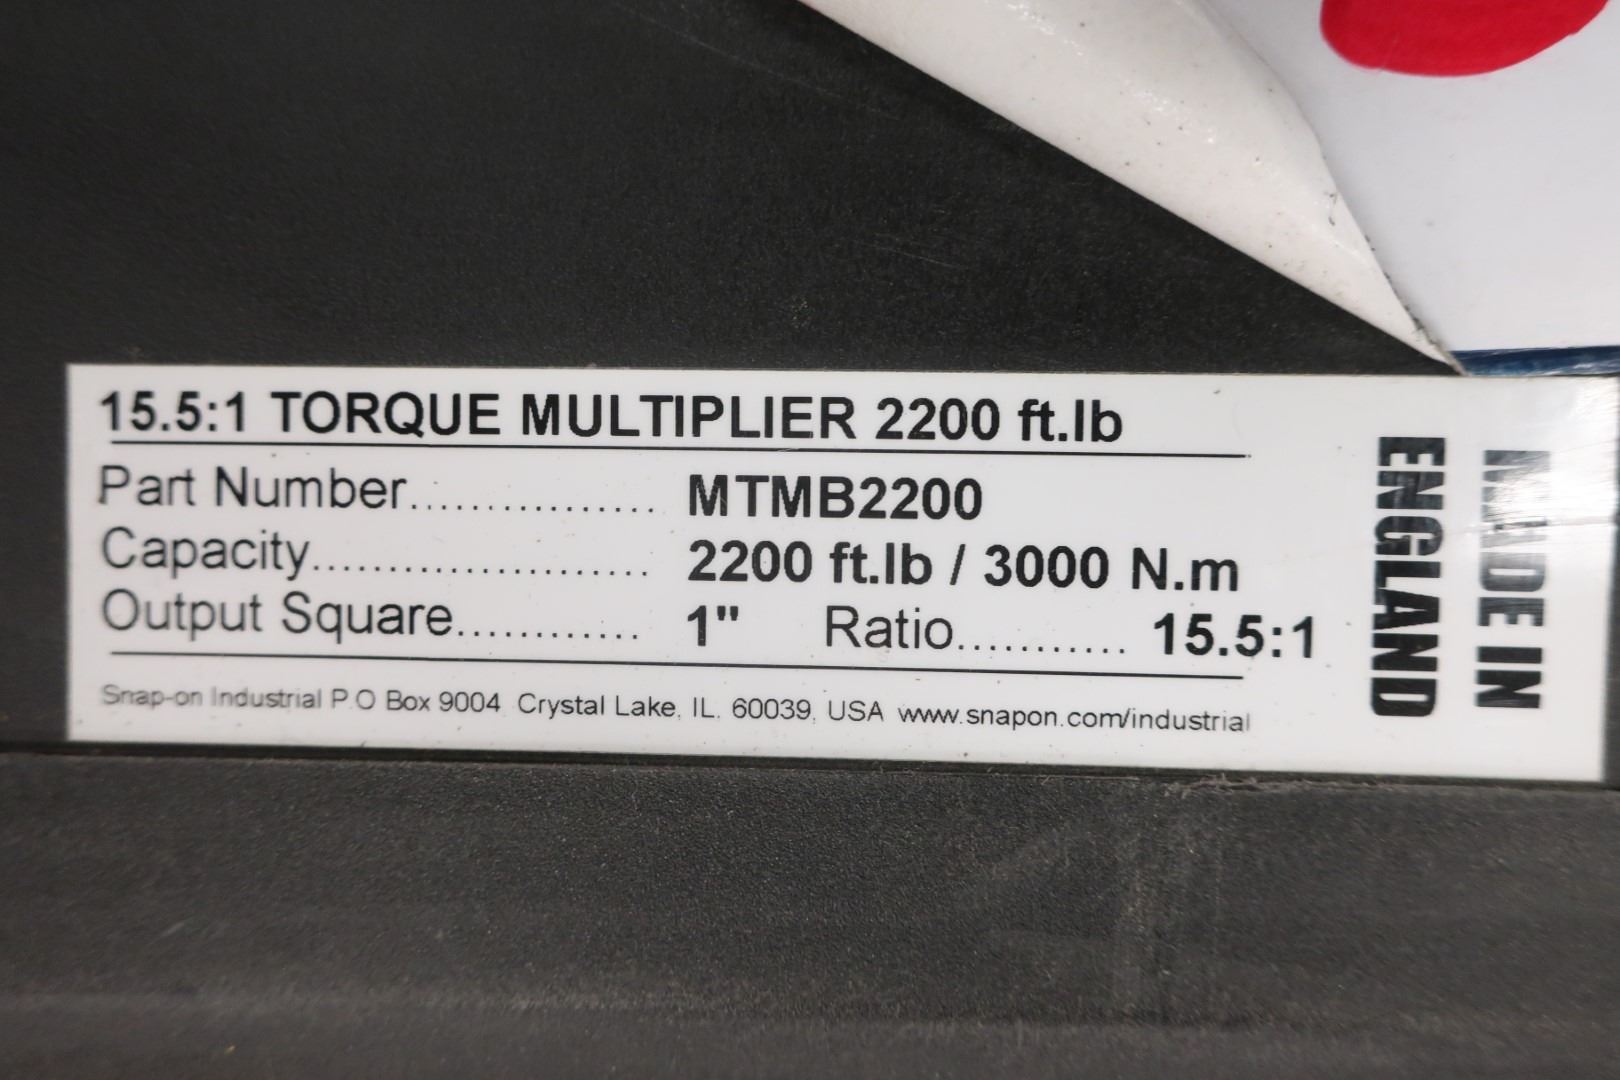 15.5:1 TORQUE MULTIPLIER 2200 ft.lb
Part Number................ MTMB2200
Capacity....................... 2200 ft.lb / 3000 N.m
Output Square............ 1" Ratio........... 15.5:1
Snap-on Industrial P.O Box 9004, Crystal Lake, IL, 60039, USA www.snapon.com/industrial
MADE IN
ENGLAND